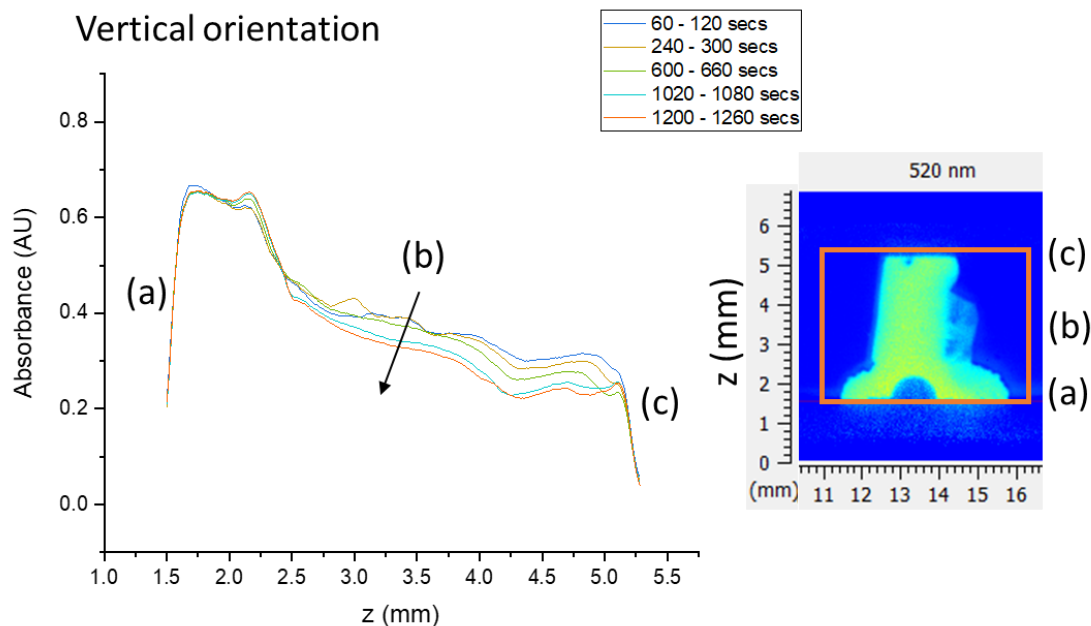 Vertical orientation
60 - 120 secs
240 - 300 secs
600 - 660 secs
1020 - 1080 secs
1200 - 1260 secs
0.8
0.6
0.4
0.2
0.0
Absorbance (AU)
(a)
(b)
(c)
1.0 1.5 2.0 2.5 3.0 3.5 4.0 4.5 5.0 5.5
z (mm)
520 nm
6
5
4
3
2
1
0
z (mm)
(c)
(b)
(a)
(mm) 11 12 13 14 15 16